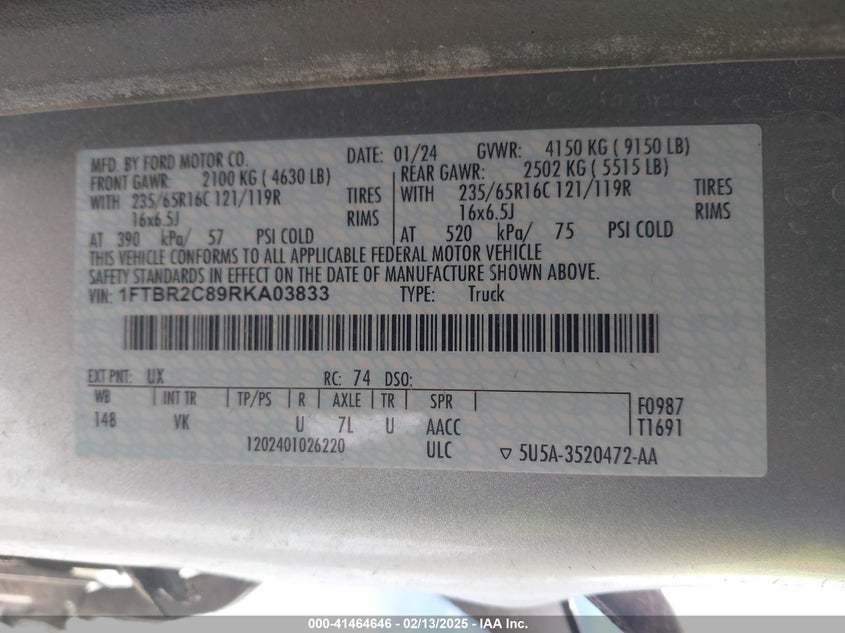 MFD. BY FORD MOTOR CO. DATE: 01/24 GVWR: 4150 KG ( 9150 LB)
FRONT GAWR: 2100 KG ( 4630 LB) REAR GAWR: 2502 KG ( 5515 LB)
WITH 235/65R16C 121/119R TIRES WITH 235/65R16C 121/119R TIRES
16x6.5J RIMS 16x6.5J RIMS
AT 390 kPa/ 57 PSI COLD AT 520 kPa/ 75 PSI COLD
THIS VEHICLE CONFORMS TO ALL APPLICABLE FEDERAL MOTOR VEHICLE
SAFETY STANDARDS IN EFFECT ON THE DATE OF MANUFACTURE SHOWN ABOVE.
VIN: 1FTBR2C89RKA03833 TYPE: Truck
EXT PNT: UX RC: 74 DSO:
WB INT TR TP/PS R AXLE TR SPR F0987
148 VK U 7L U AACC T1691
1202401026220 ULC ▽ 5U5A-3520472-AA
000-41464646 - 02/13/2025 - IAA Inc.